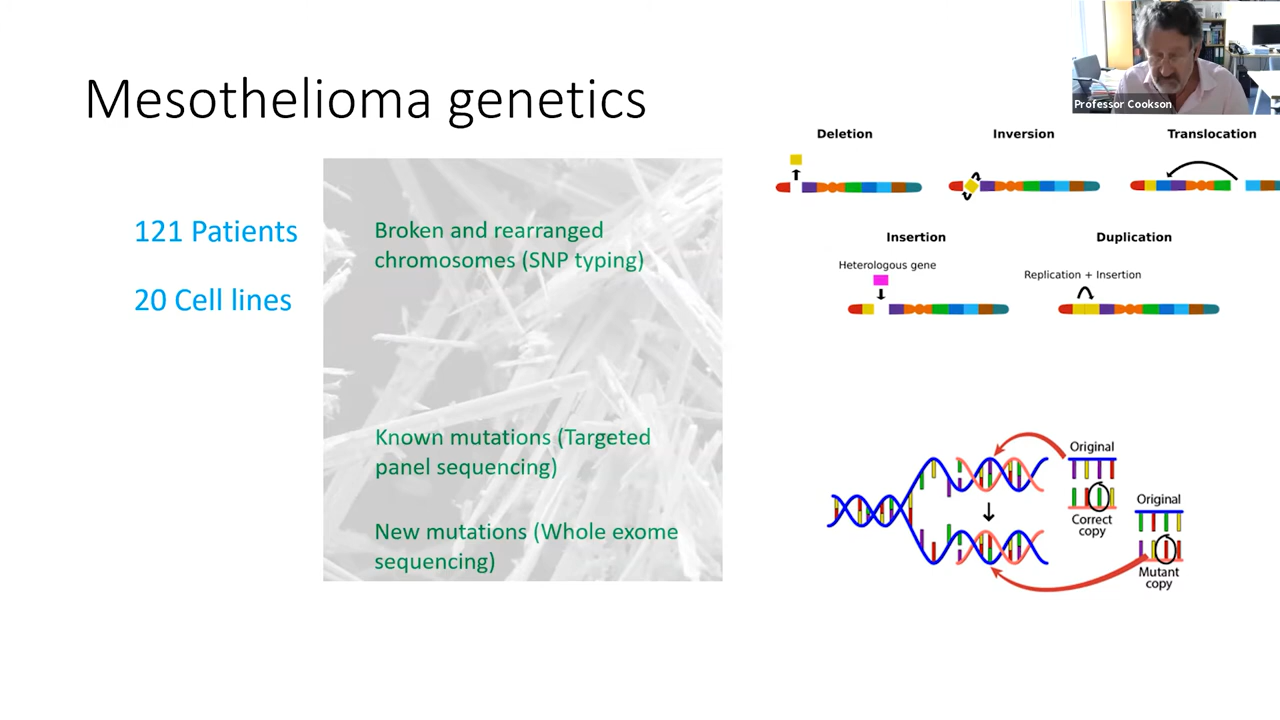 Mesothelioma genetics
Professor Cookson
121 Patients
20 Cell lines
Broken and rearranged
chromosomes (SNP typing)
Known mutations (Targeted
panel sequencing)
New mutations (Whole exome
sequencing)
Deletion
Inversion
Translocation
Insertion
Duplication
Heterologous gene
Replication + Insertion
Original
Correct
copy
Original
Mutant
copy